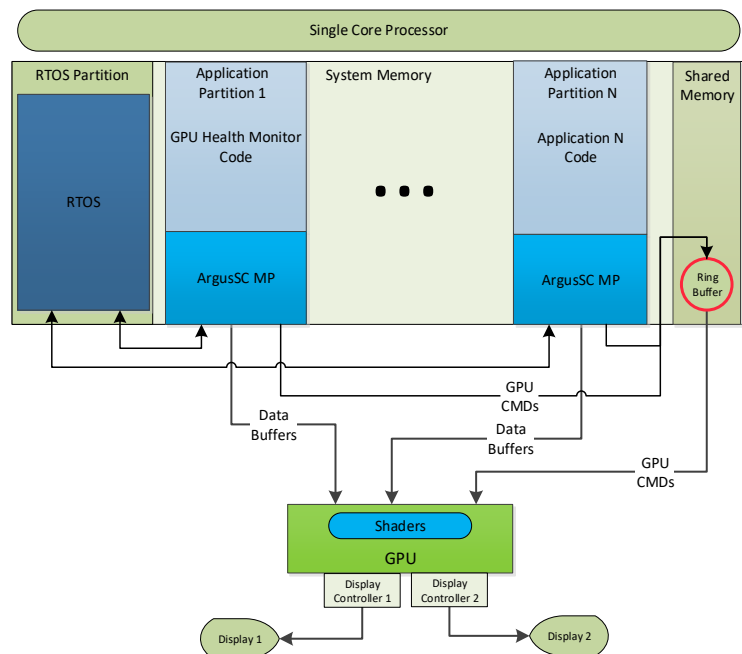 Single Core Processor
RTOS Partition
Application
Partition 1
System Memory
Application
Partition N
Shared
Memory
GPU Health Monitor
Code
Application N
Code
RTOS
ArgusSC MP
ArgusSC MP
Ring
Buffer
GPU
CMDs
Data
Buffers
Data
Buffers
GPU
CMDs
Shaders
GPU
Display
Controller 1
Display
Controller 2
Display 1
Display 2